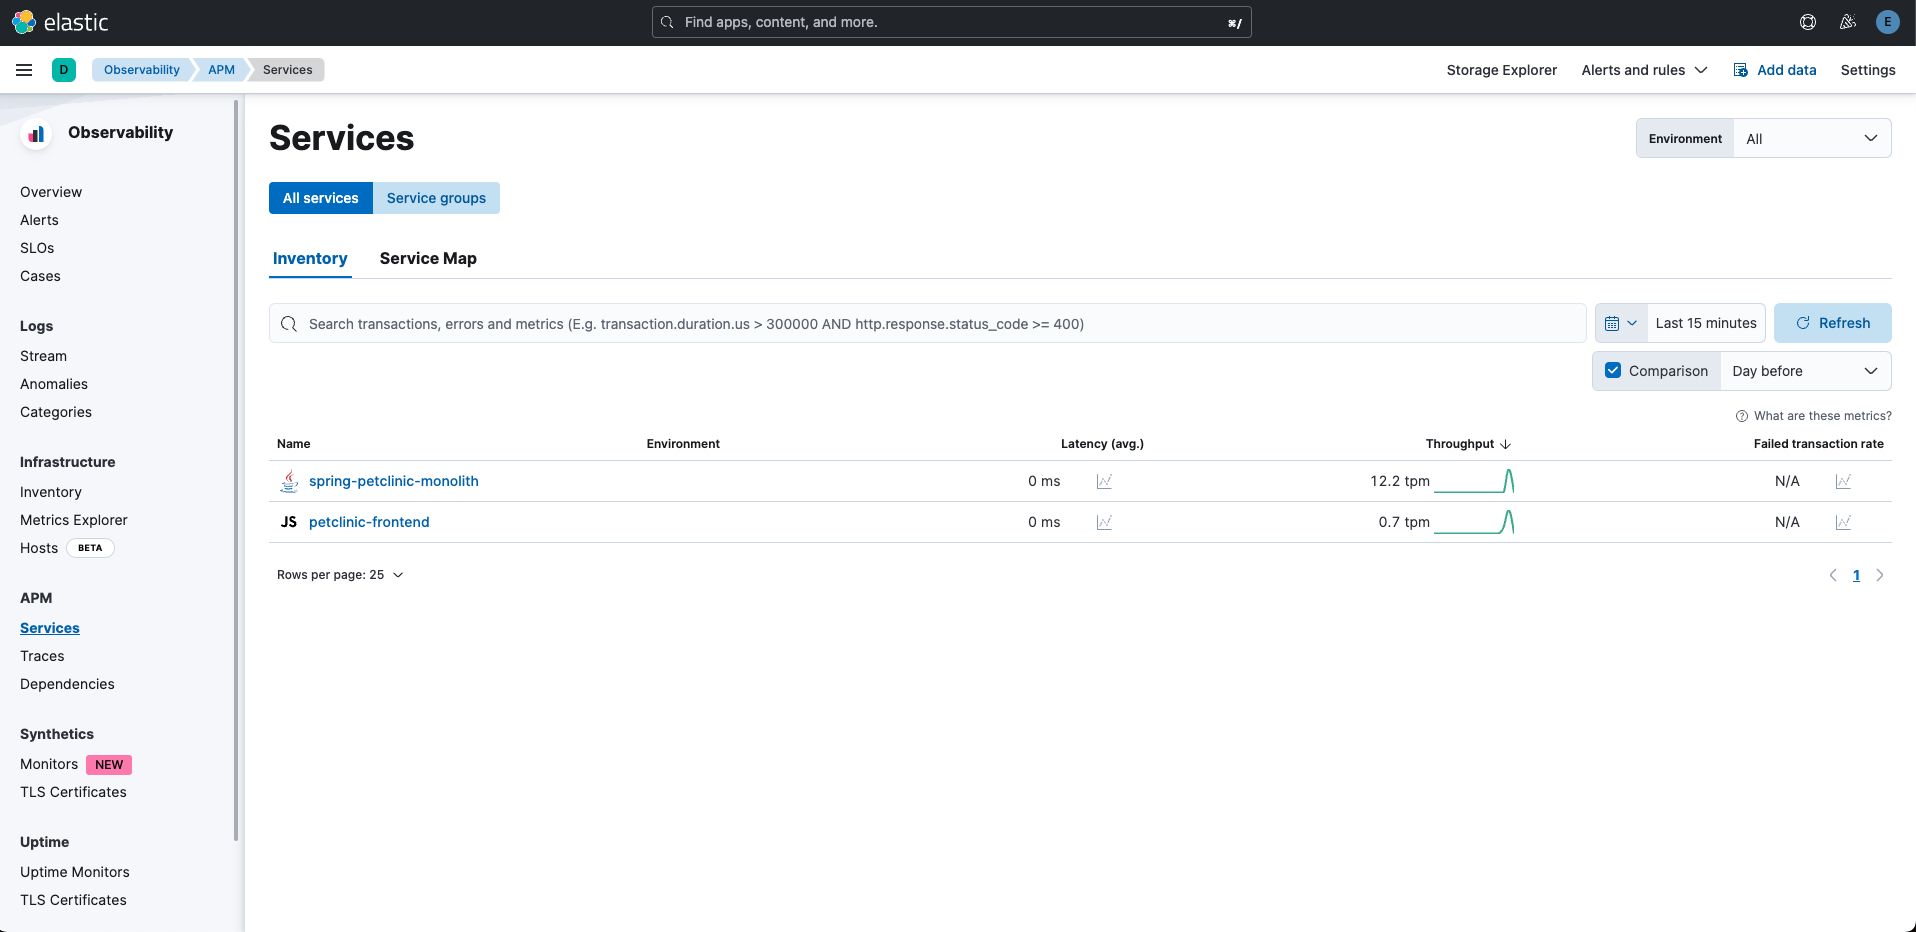 elastic
Find apps, content, and more.
⌘/
E
D
Observability
APM
Services
Storage Explorer
Alerts and rules
Add data
Settings
Observability
Overview
Alerts
SLOs
Cases
Logs
Stream
Anomalies
Categories
Infrastructure
Inventory
Metrics Explorer
Hosts BETA
APM
Services
Traces
Dependencies
Synthetics
Monitors NEW
TLS Certificates
Uptime
Uptime Monitors
TLS Certificates
Services
Environment All
All services Service groups
Inventory Service Map
Search transactions, errors and metrics (E.g. transaction.duration.us > 300000 AND http.response.status_code >= 400)
Last 15 minutes
Refresh
Comparison Day before
What are these metrics?
Name Environment Latency (avg.) Throughput Failed transaction rate
spring-petclinic-monolith 0 ms 12.2 tpm N/A
JS petclinic-frontend 0 ms 0.7 tpm N/A
Rows per page: 25
1